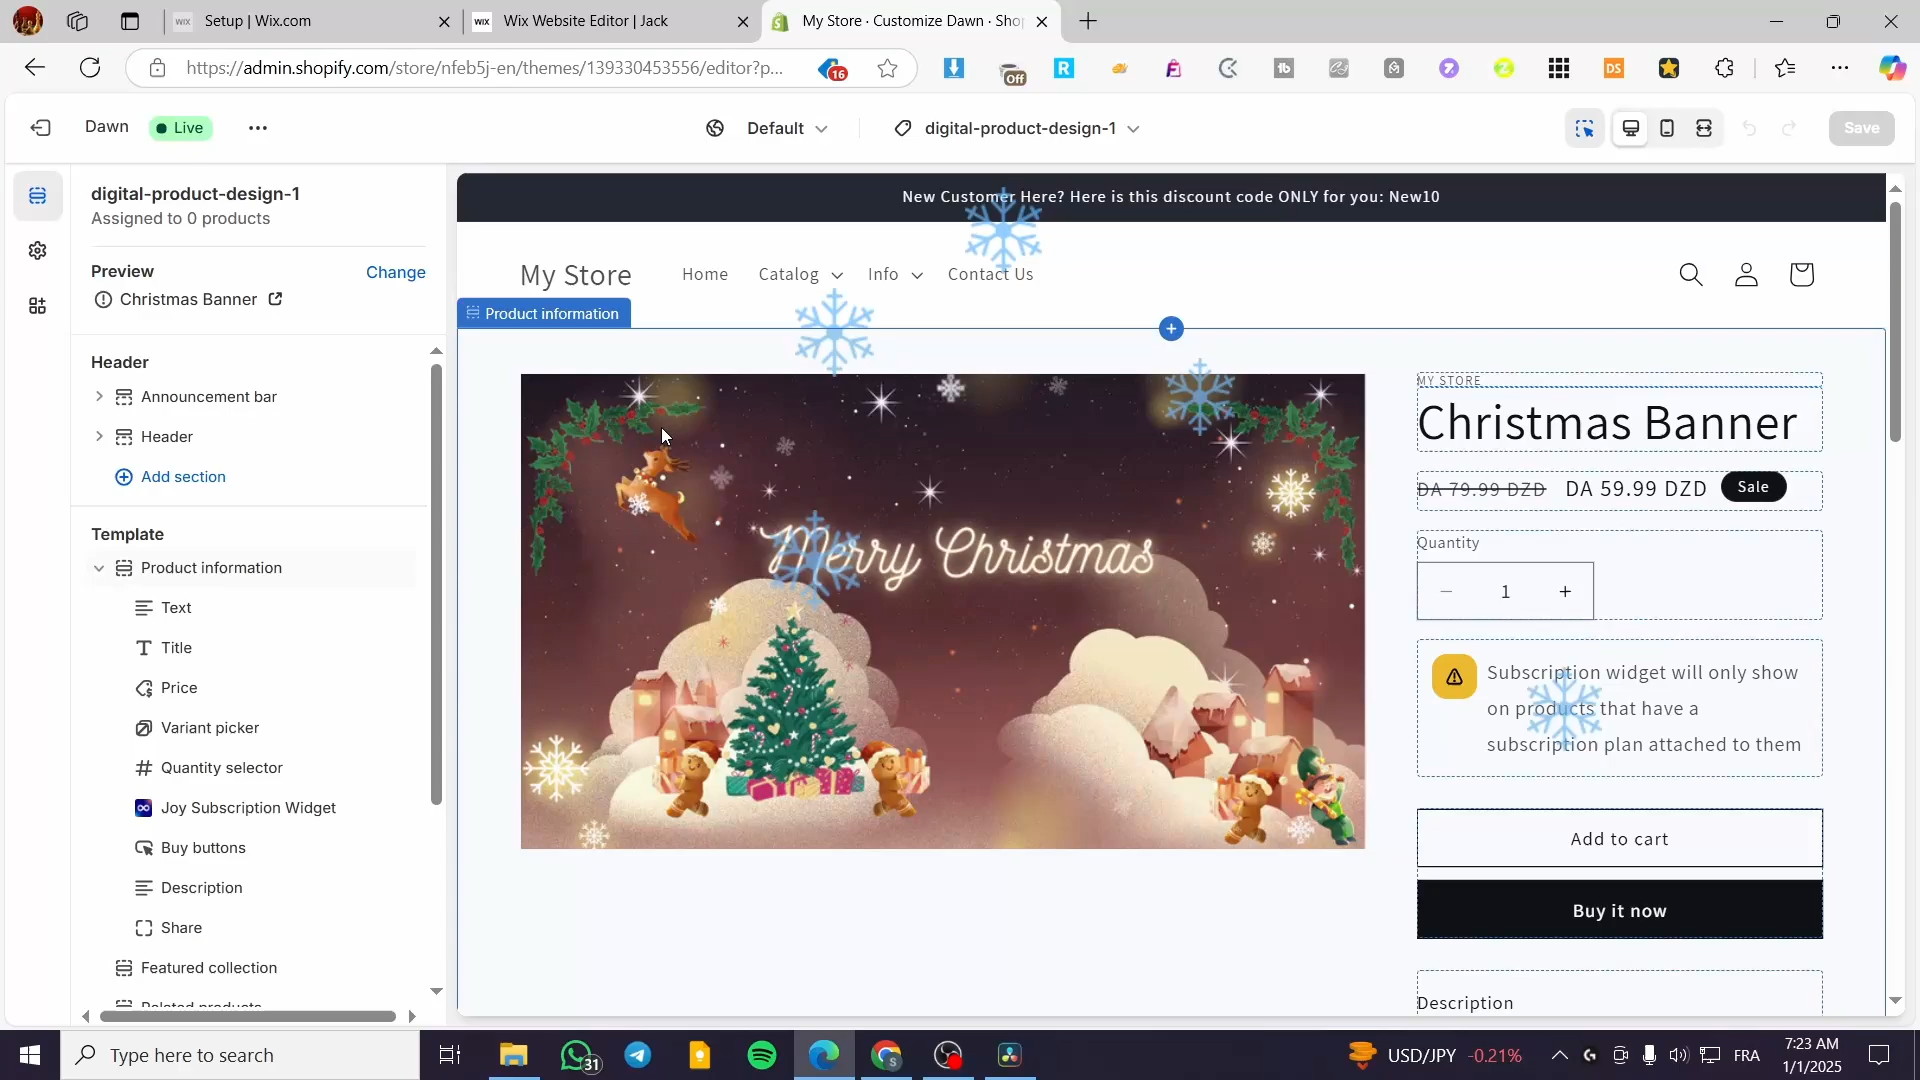 Setup | Wix.com
Wix Website Editor | Jack
My Store · Customize Dawn · Sho
https://admin.shopify.com/store/nfeb5j-en/themes/139330453556/editor?p...
16
Off
Dawn
Live
Default
digital-product-design-1
Save
digital-product-design-1
Assigned to 0 products
Preview
Change
Christmas Banner
Header
Announcement bar
Header
Add section
Template
Product information
Text
Title
Price
Variant picker
Quantity selector
Joy Subscription Widget
Buy buttons
Description
Share
Featured collection
Related products
New Customer Here? Here is this discount code ONLY for you: New10
My Store
Home
Catalog
Info
Contact Us
Product information
Merry Christmas
MY STORE
Christmas Banner
DA 79.99 DZD
DA 59.99 DZD
Sale
Quantity
1
Subscription widget will only show
on products that have a
subscription plan attached to them
Add to cart
Buy it now
Description
Type here to search
31
USD/JPY -0.21%
FRA
7:23 AM
1/1/2025